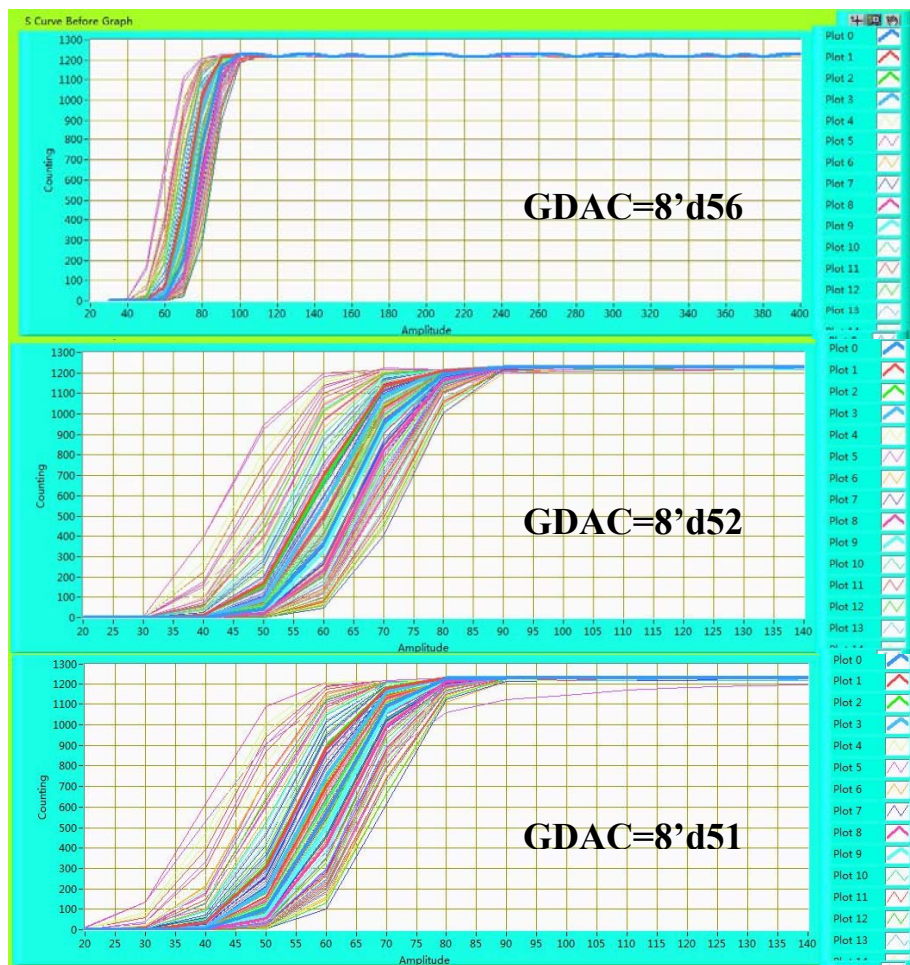 S Curve Before Graph
1300
1200
1100
1000
900
800
700
600
500
400
300
200
100
0
Counting
20 40 60 80 100 120 140 160 180 200 220 240 260 280 300 320 340 360 380 400
Amplitude
GDAC=8'd56
Plot 0
Plot 1
Plot 2
Plot 3
Plot 4
Plot 5
Plot 6
Plot 7
Plot 8
Plot 9
Plot 10
Plot 11
Plot 12
Plot 13
1300
1200
1100
1000
900
800
700
600
500
400
300
200
100
0
Counting
20 25 30 35 40 45 50 55 60 65 70 75 80 85 90 95 100 105 110 115 120 125 130 135 140
Amplitude
GDAC=8'd52
Plot 0
Plot 1
Plot 2
Plot 3
Plot 4
Plot 5
Plot 6
Plot 7
Plot 8
Plot 9
Plot 10
Plot 11
Plot 12
Plot 13
1300
1200
1100
1000
900
800
700
600
500
400
300
200
100
0
Counting
20 25 30 35 40 45 50 55 60 65 70 75 80 85 90 95 100 105 110 115 120 125 130 135 140
Amplitude
GDAC=8'd51
Plot 0
Plot 1
Plot 2
Plot 3
Plot 4
Plot 5
Plot 6
Plot 7
Plot 8
Plot 9
Plot 10
Plot 11
Plot 12
Plot 13